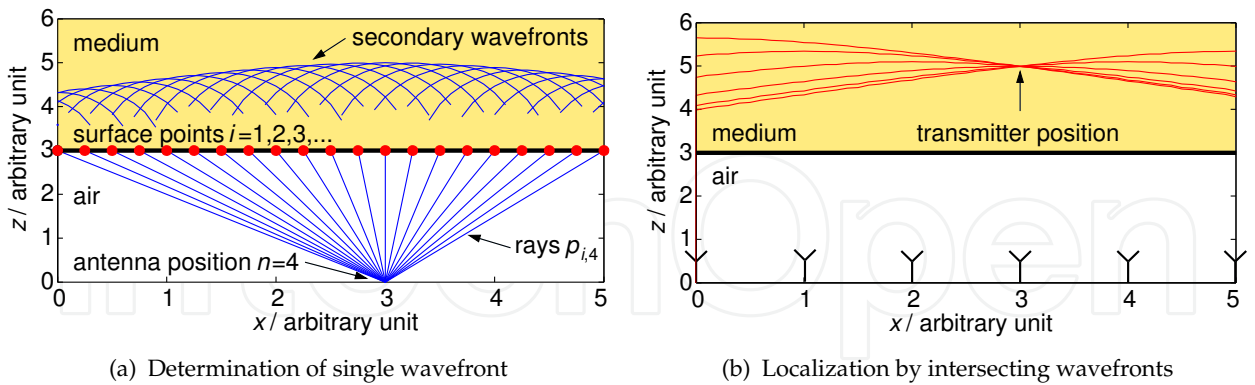 6
5
4
3
2
1
0
z / arbitrary unit
medium
secondary wavefronts
surface points i=1,2,3,...
air
rays p_{i,4}
antenna position n=4
0 1 2 3 4 5
x / arbitrary unit
(a) Determination of single wavefront
6
5
4
3
2
1
0
z / arbitrary unit
medium
transmitter position
air
0 1 2 3 4 5
x / arbitrary unit
(b) Localization by intersecting wavefronts